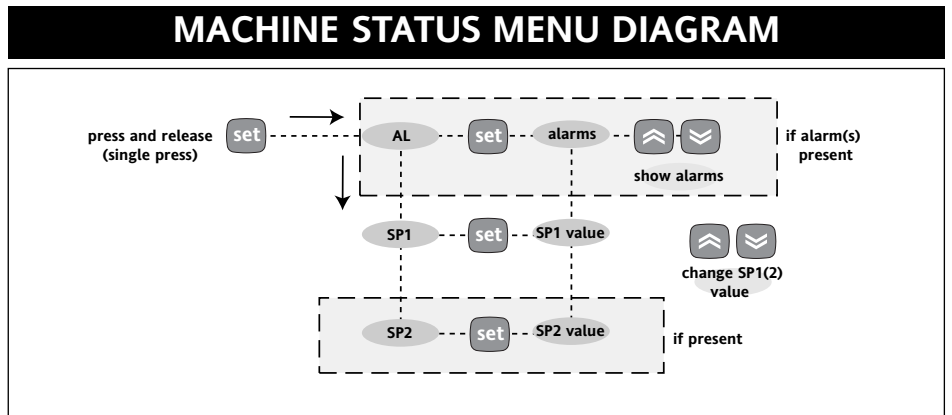 MACHINE STATUS MENU DIAGRAM
press and release
(single press)
set
AL
set
alarms
show alarms
if alarm(s)
present
SP1
set
SP1 value
change SP1(2)
value
SP2
set
SP2 value
if present